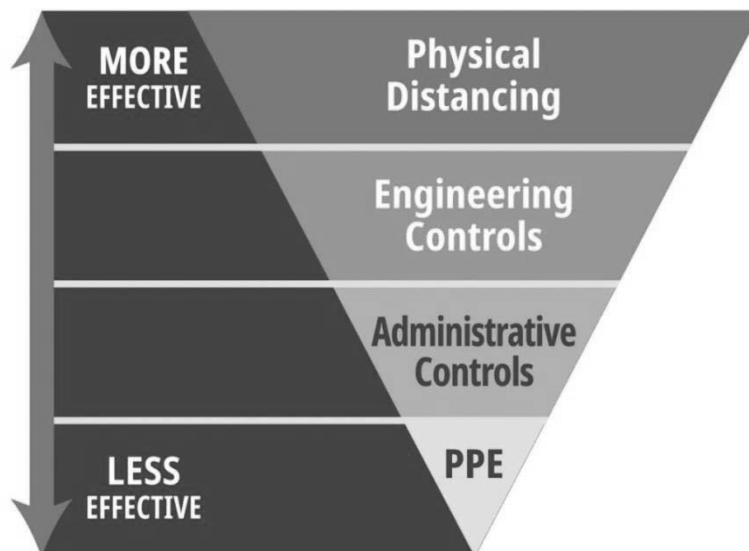 MORE
EFFECTIVE
Physical
Distancing
Engineering
Controls
Administrative
Controls
LESS
EFFECTIVE
PPE